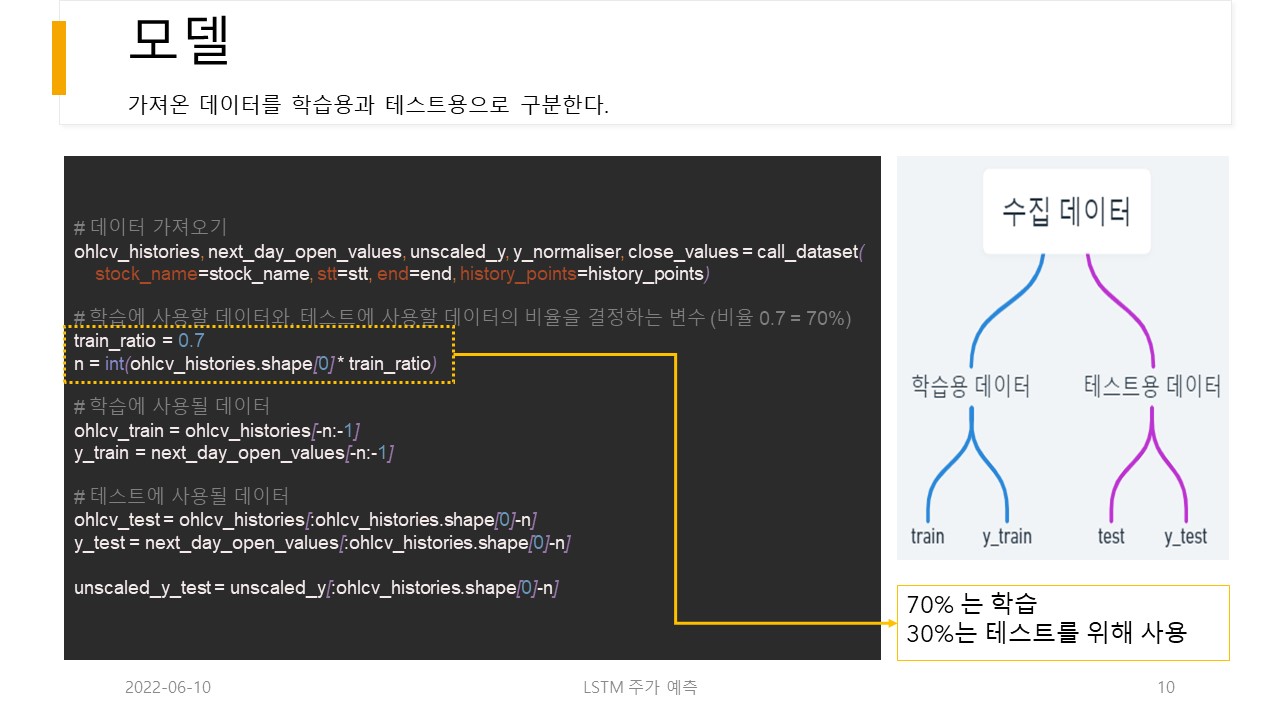 모델
가져온 데이터를 학습용과 테스트용으로 구분한다.
# 데이터 가져오기
ohlcv_histories, next_day_open_values, unscaled_y, y_normaliser, close_values = call_dataset(
stock_name=stock_name, stt=stt, end=end, history_points=history_points)
# 학습에 사용할 데이터와, 테스트에 사용할 데이터의 비율을 결정하는 변수 (비율 0.7 = 70%)
train_ratio = 0.7
n = int(ohlcv_histories.shape[0] * train_ratio)
# 학습에 사용될 데이터
ohlcv_train = ohlcv_histories[-n:-1]
y_train = next_day_open_values[-n:-1]
# 테스트에 사용될 데이터
ohlcv_test = ohlcv_histories[:ohlcv_histories.shape[0]-n]
y_test = next_day_open_values[:ohlcv_histories.shape[0]-n]
unscaled_y_test = unscaled_y[:ohlcv_histories.shape[0]-n]
수집 데이터
학습용 데이터 테스트용 데이터
train y_train test y_test
70% 는 학습
30%는 테스트를 위해 사용
2022-06-10 LSTM 주가 예측 10